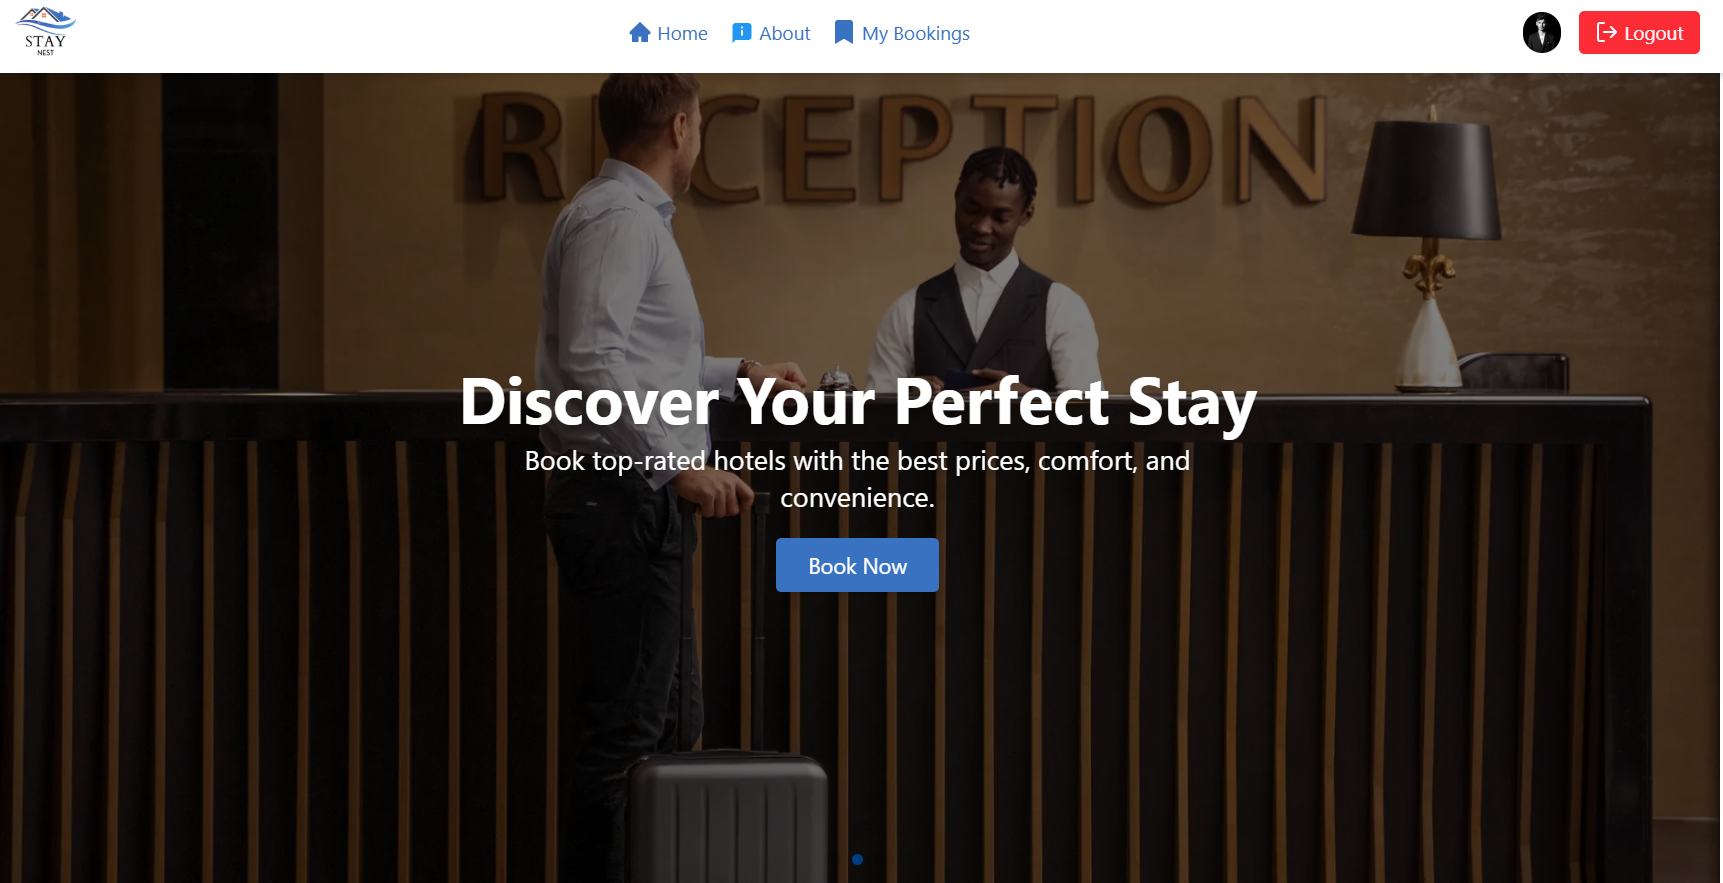 STAY
NEST
Home
About
My Bookings
Logout
RECEPTION
Discover Your Perfect Stay
Book top-rated hotels with the best prices, comfort, and
convenience.
Book Now